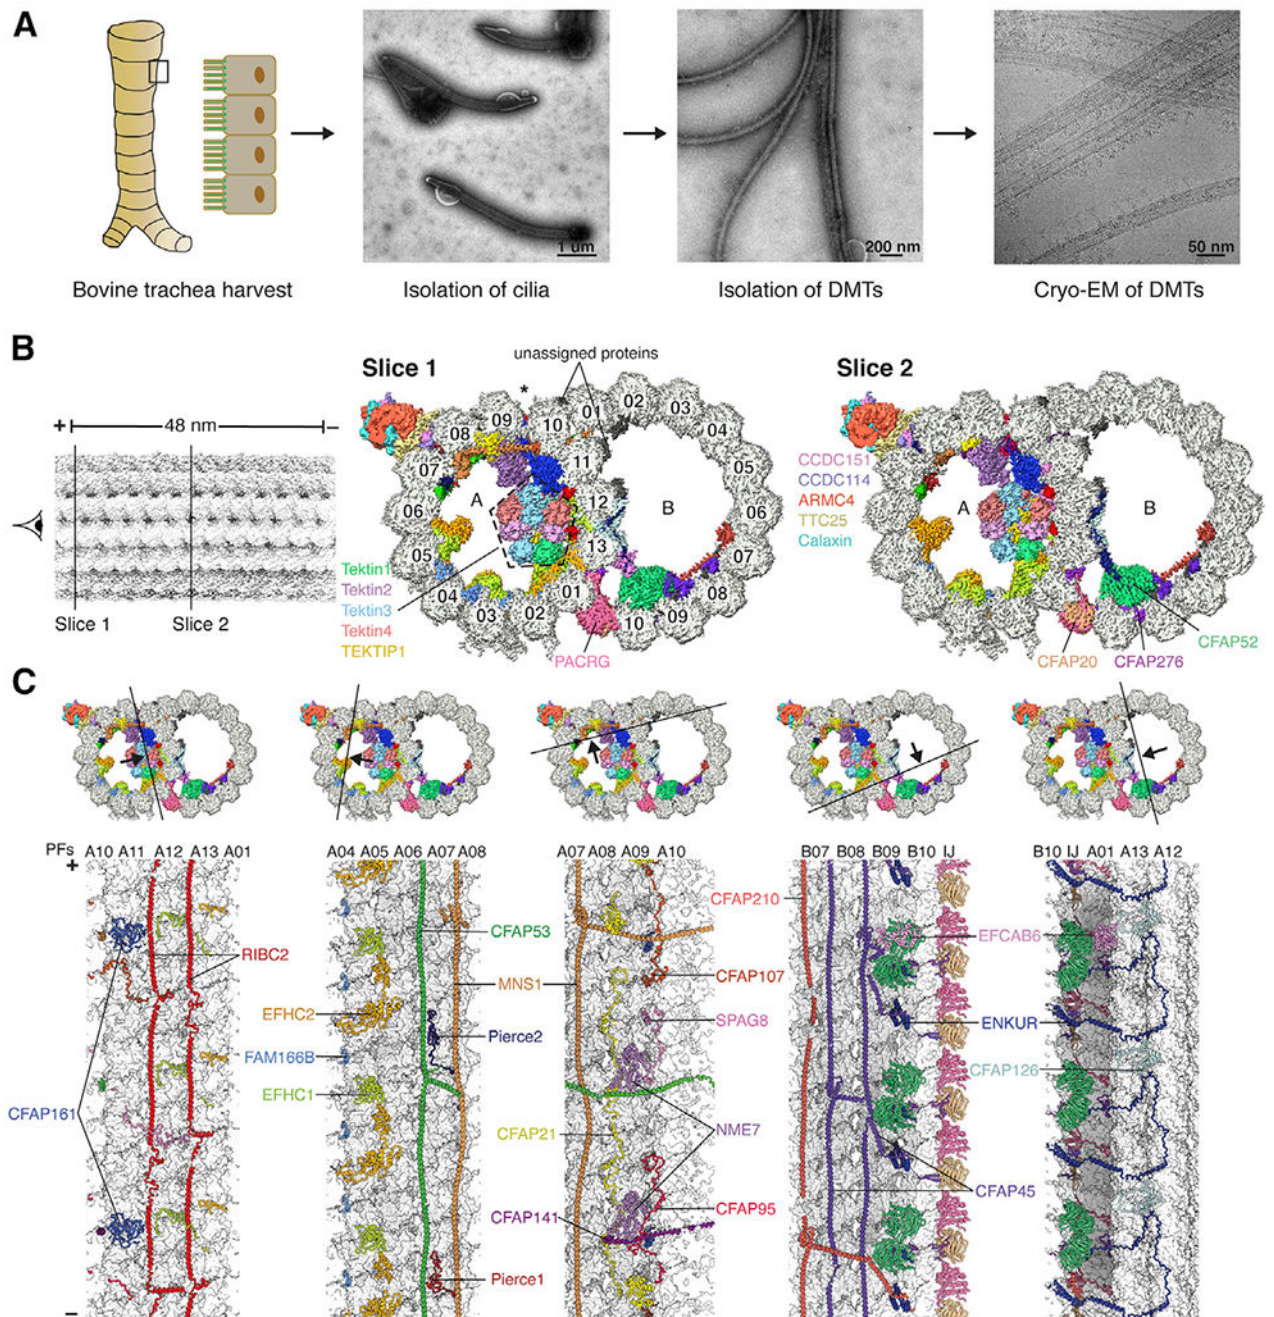 A
1 um
200 nm
50 nm
Bovine trachea harvest
Isolation of cilia
Isolation of DMTs
Cryo-EM of DMTs
B
+ 48 nm −
Slice 1
Slice 2
Slice 1
unassigned proteins
*
01
02
03
04
05
06
07
08
09
10
B
10
09
08
07
06
05
04
03
02
01
13
12
11
A
Tektin1
Tektin2
Tektin3
Tektin4
TEKTIP1
PACRG
Slice 2
CCDC151
CCDC114
ARMC4
TTC25
Calaxin
A
B
CFAP20
CFAP276
CFAP52
C
PFs
A10 A11 A12 A13 A01
A04 A05 A06 A07 A08
A07 A08 A09 A10
B07 B08 B09 B10 IJ
B10 IJ A01 A13 A12
+
−
RIBC2
CFAP161
EFHC2
FAM166B
EFHC1
CFAP53
MNS1
Pierce2
CFAP21
CFAP141
Pierce1
CFAP210
CFAP107
SPAG8
NME7
CFAP95
EFCAB6
ENKUR
CFAP126
CFAP45